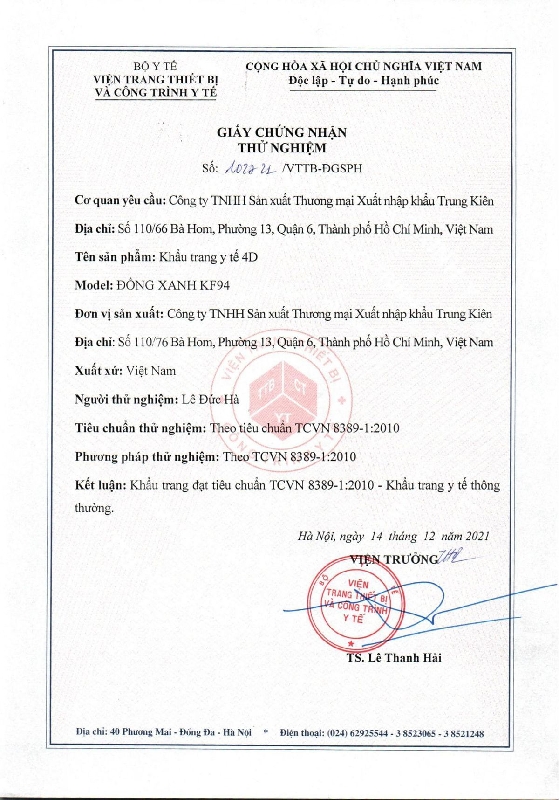 BỘ Y TẾ
VIỆN TRANG THIẾT BỊ
VÀ CÔNG TRÌNH Y TẾ
CỘNG HÒA XÃ HỘI CHỦ NGHĨA VIỆT NAM
Độc lập - Tự do - Hạnh phúc
GIẤY CHỨNG NHẬN
THỬ NGHIỆM
Số: /VTTB-ĐGSPH
Cơ quan yêu cầu: Công ty TNHH Sản xuất Thương mại Xuất nhập khẩu Trung Kiên
Địa chỉ: Số 110/66 Bà Hom, Phường 13, Quận 6, Thành phố Hồ Chí Minh, Việt Nam
Tên sản phẩm: Khẩu trang y tế 4D
Model: ĐỒNG XANH KF94
Đơn vị sản xuất: Công ty TNHH Sản xuất Thương mại Xuất nhập khẩu Trung Kiên
Địa chỉ: Số 110/76 Bà Hom, Phường 13, Quận 6, Thành phố Hồ Chí Minh, Việt Nam
Xuất xứ: Việt Nam
Người thử nghiệm: Lê Đức Hà
Tiêu chuẩn thử nghiệm: Theo tiêu chuẩn TCVN 8389-1:2010
Phương pháp thử nghiệm: Theo TCVN 8389-1:2010
Kết luận: Khẩu trang đạt tiêu chuẩn TCVN 8389-1:2010 - Khẩu trang y tế thông
thường.
Hà Nội, ngày 14 tháng 12 năm 2021
VIỆN TRƯỞNG
BỘ Y TẾ
VIỆN
TRANG THIẾT BỊ
VÀ CÔNG TRÌNH
Y TẾ
TS. Lê Thanh Hải
Địa chỉ: 40 Phương Mai - Đống Đa - Hà Nội * Điện thoại: (024) 62925544 - 3 8523065 - 3 8521248